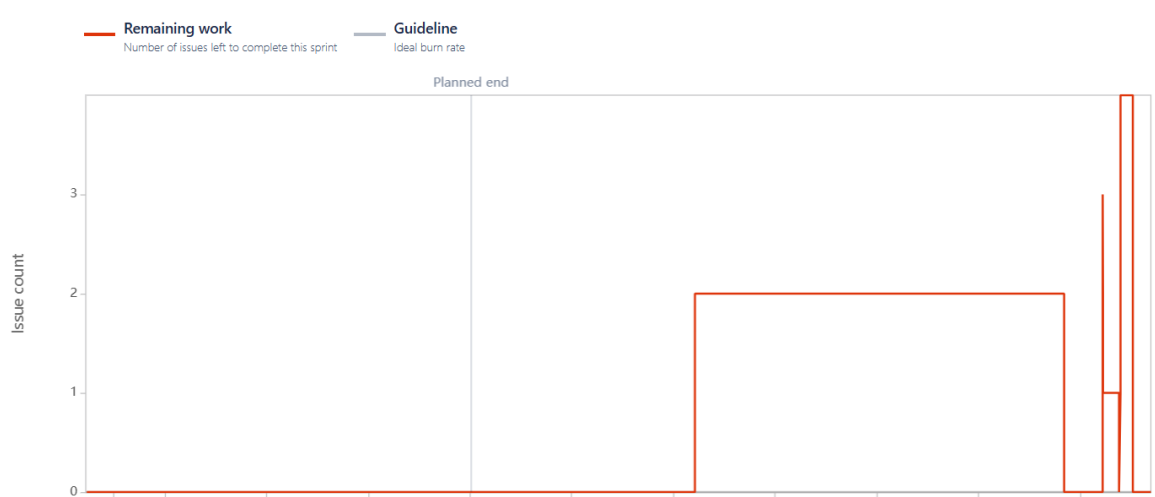 Remaining work
Number of issues left to complete this sprint
Guideline
Ideal burn rate
Planned end
3
2
1
0
Issue count